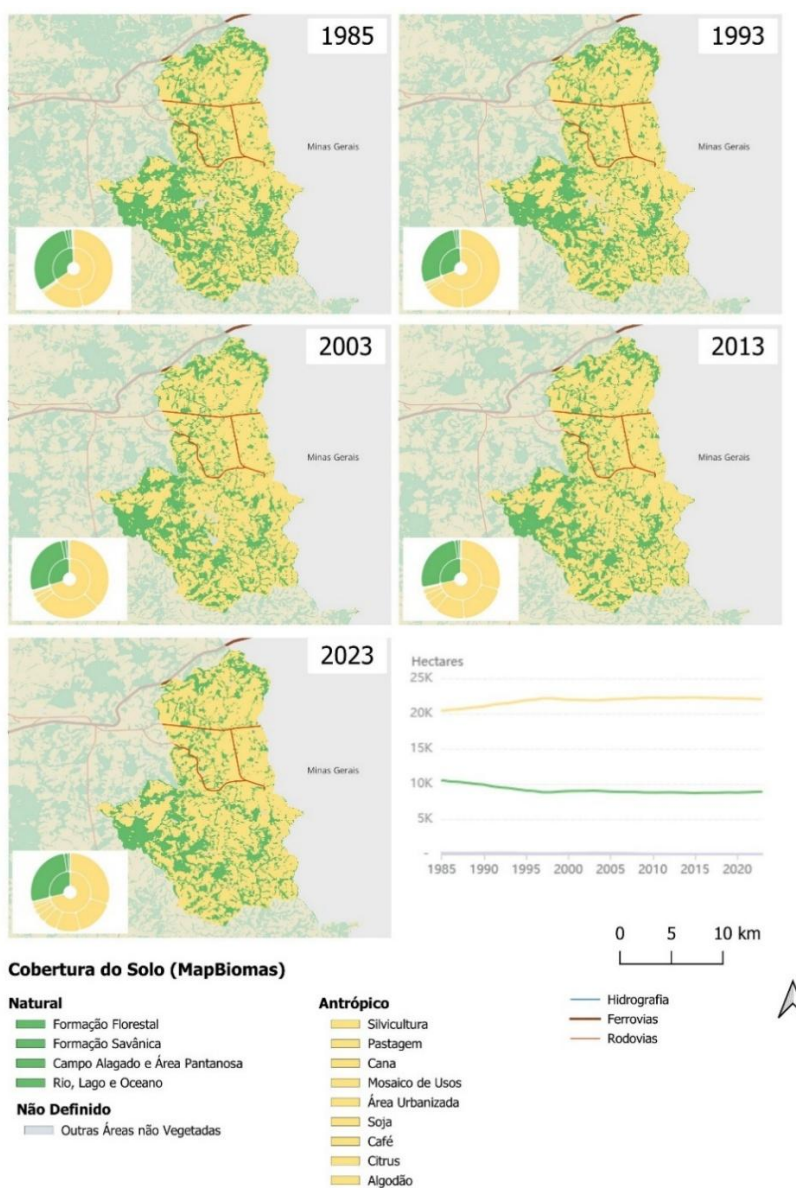 1985
Minas Gerais
1993
Minas Gerais
2003
Minas Gerais
2013
Minas Gerais
2023
Minas Gerais
Hectares
25K
20K
15K
10K
5K
-
1985 1990 1995 2000 2005 2010 2015 2020
0 5 10 km
Cobertura do Solo (MapBiomas)
Natural
Formação Florestal
Formação Savânica
Campo Alagado e Área Pantanosa
Rio, Lago e Oceano
Não Definido
Outras Áreas não Vegetadas
Antrópico
Silvicultura
Pastagem
Cana
Mosaico de Usos
Área Urbanizada
Soja
Café
Citrus
Algodão
Hidrografia
Ferrovias
Rodovias